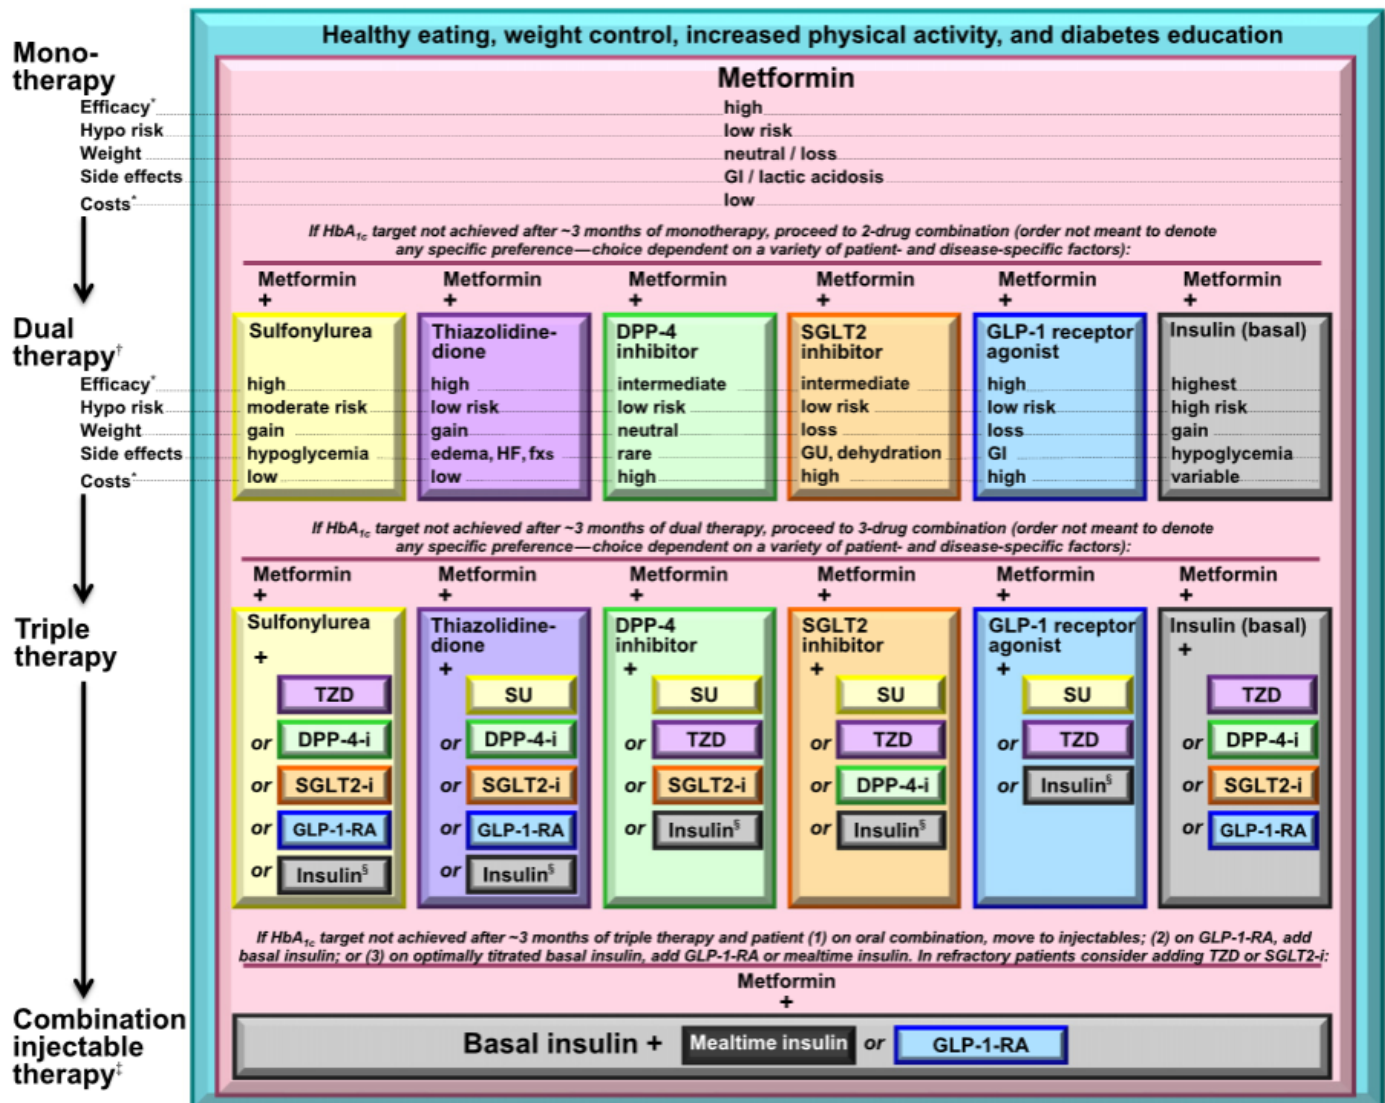 Healthy eating, weight control, increased physical activity, and diabetes education
Mono-
therapy
Metformin
Efficacy* high
Hypo risk low risk
Weight neutral / loss
Side effects GI / lactic acidosis
Costs* low
If HbA1c target not achieved after ~3 months of monotherapy, proceed to 2-drug combination (order not meant to denote
any specific preference—choice dependent on a variety of patient- and disease-specific factors):
Metformin Metformin Metformin Metformin Metformin Metformin
+ + + + + +
Dual
therapy†
Sulfonylurea Thiazolidine- DPP-4 SGLT2 GLP-1 receptor Insulin (basal)
dione inhibitor inhibitor agonist
Efficacy* high high intermediate intermediate high highest
Hypo risk moderate risk low risk low risk low risk low risk high risk
Weight gain gain neutral loss loss gain
Side effects hypoglycemia edema, HF, fxs rare GU, dehydration GI hypoglycemia
Costs* low low high high high variable
If HbA1c target not achieved after ~3 months of dual therapy, proceed to 3-drug combination (order not meant to denote
any specific preference—choice dependent on a variety of patient- and disease-specific factors):
Metformin Metformin Metformin Metformin Metformin Metformin
+ + + + + +
Triple
therapy
Sulfonylurea Thiazolidine- DPP-4 SGLT2 GLP-1 receptor Insulin (basal)
dione inhibitor inhibitor agonist
+ + + + + +
TZD SU SU SU SU TZD
or DPP-4-i or DPP-4-i or TZD or TZD or TZD or DPP-4-i
or SGLT2-i or SGLT2-i or SGLT2-i or DPP-4-i or Insulin§ or SGLT2-i
or GLP-1-RA or GLP-1-RA or Insulin§ or Insulin§ or GLP-1-RA
or Insulin§ or Insulin§
If HbA1c target not achieved after ~3 months of triple therapy and patient (1) on oral combination, move to injectables; (2) on GLP-1-RA, add
basal insulin; or (3) on optimally titrated basal insulin, add GLP-1-RA or mealtime insulin. In refractory patients consider adding TZD or SGLT2-i:
Metformin
+
Combination
injectable
therapy‡
Basal insulin + Mealtime insulin or GLP-1-RA